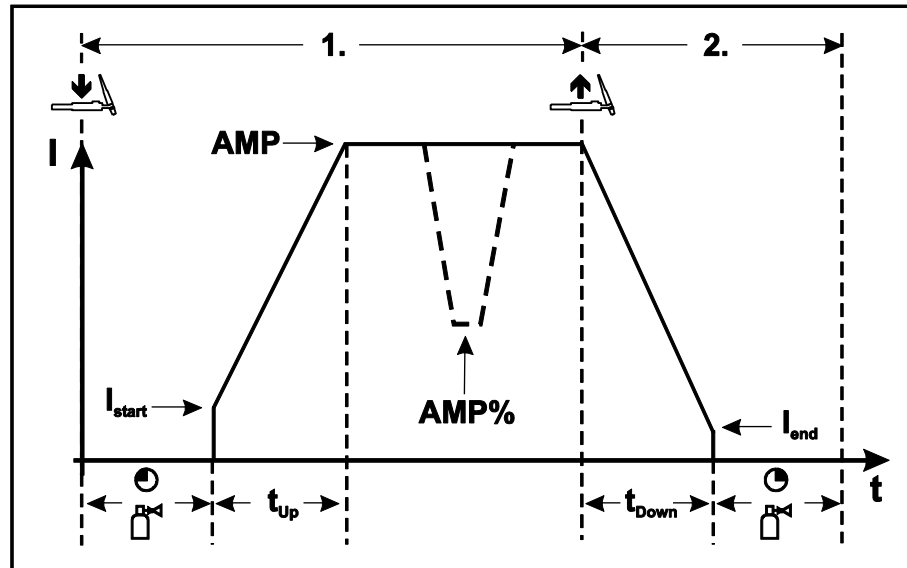 1. 2.
AMP
I
Istart
AMP%
Iend
t
tUp tDown